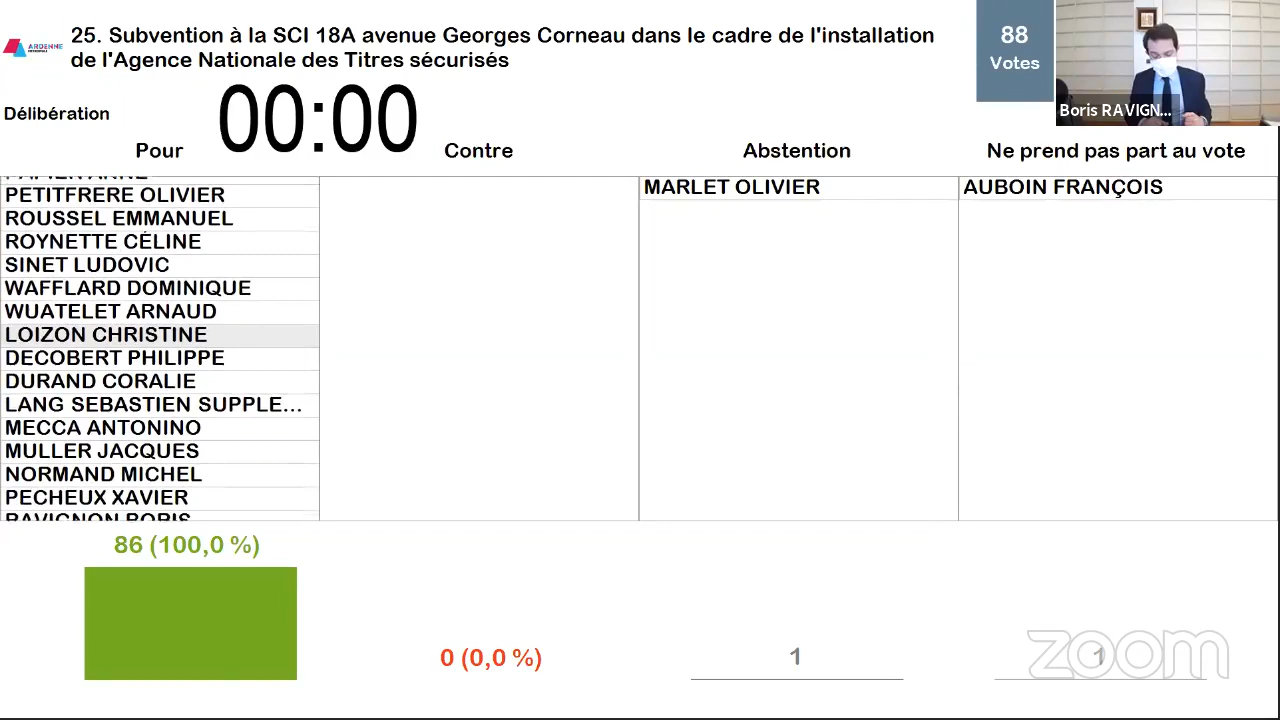 25. Subvention à la SCI 18A avenue Georges Corneau dans le cadre de l'installation
de l'Agence Nationale des Titres sécurisés
ARDENNE
88
Votes
Boris RAVIGN...
Délibération
00:00
Pour
Contre
Abstention
Ne prend pas part au vote
PETITFRERE OLIVIER
ROUSSEL EMMANUEL
ROYNETTE CÉLINE
SINET LUDOVIC
WAFFLARD DOMINIQUE
WUATELET ARNAUD
LOIZON CHRISTINE
DECOBERT PHILIPPE
DURAND CORALIE
LANG SEBASTIEN SUPPLE...
MECCA ANTONINO
MULLER JACQUES
NORMAND MICHEL
PECHEUX XAVIER
RAVIGNON BORIS
MARLET OLIVIER
AUBOIN FRANÇOIS
86 (100,0 %)
0 (0,0 %)
1
1
zoom